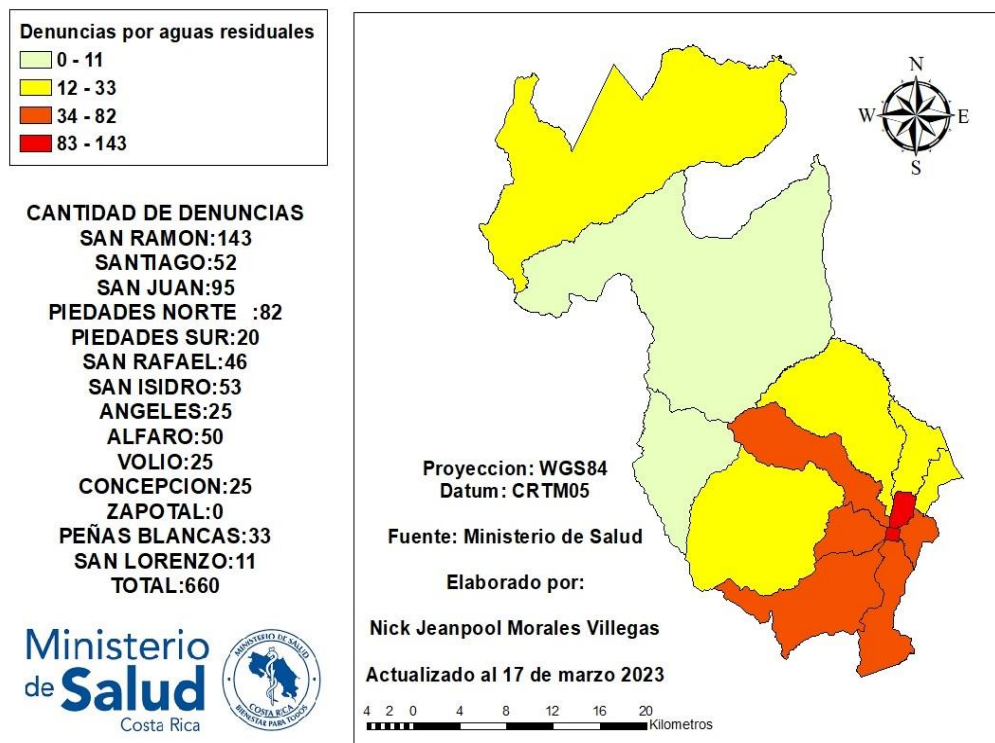 Denuncias por aguas residuales
0 - 11
12 - 33
34 - 82
83 - 143
CANTIDAD DE DENUNCIAS
SAN RAMON:143
SANTIAGO:52
SAN JUAN:95
PIEDADES NORTE :82
PIEDADES SUR:20
SAN RAFAEL:46
SAN ISIDRO:53
ANGELES:25
ALFARO:50
VOLIO:25
CONCEPCION:25
ZAPOTAL:0
PEÑAS BLANCAS:33
SAN LORENZO:11
TOTAL:660
Ministerio
de Salud
Costa Rica
MINISTERIO DE SALUD
COSTA RICA
BIENESTAR PARA TODOS
N
W E
S
Proyeccion: WGS84
Datum: CRTM05
Fuente: Ministerio de Salud
Elaborado por:
Nick Jeanpool Morales Villegas
Actualizado al 17 de marzo 2023
4 2 0 4 8 12 16 20
Kilometros